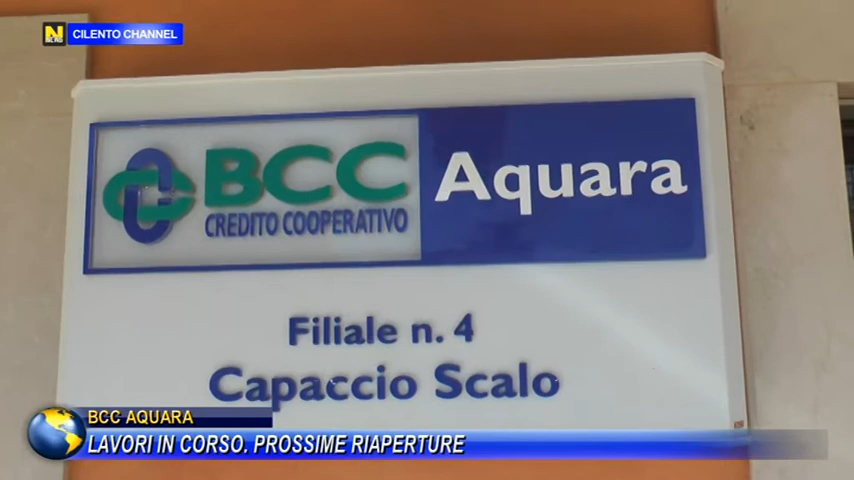 CILENTO CHANNEL
BCC Aquara
CREDITO COOPERATIVO
Filiale n. 4
Capaccio Scalo
BCC AQUARA
LAVORI IN CORSO. PROSSIME RIAPERTURE